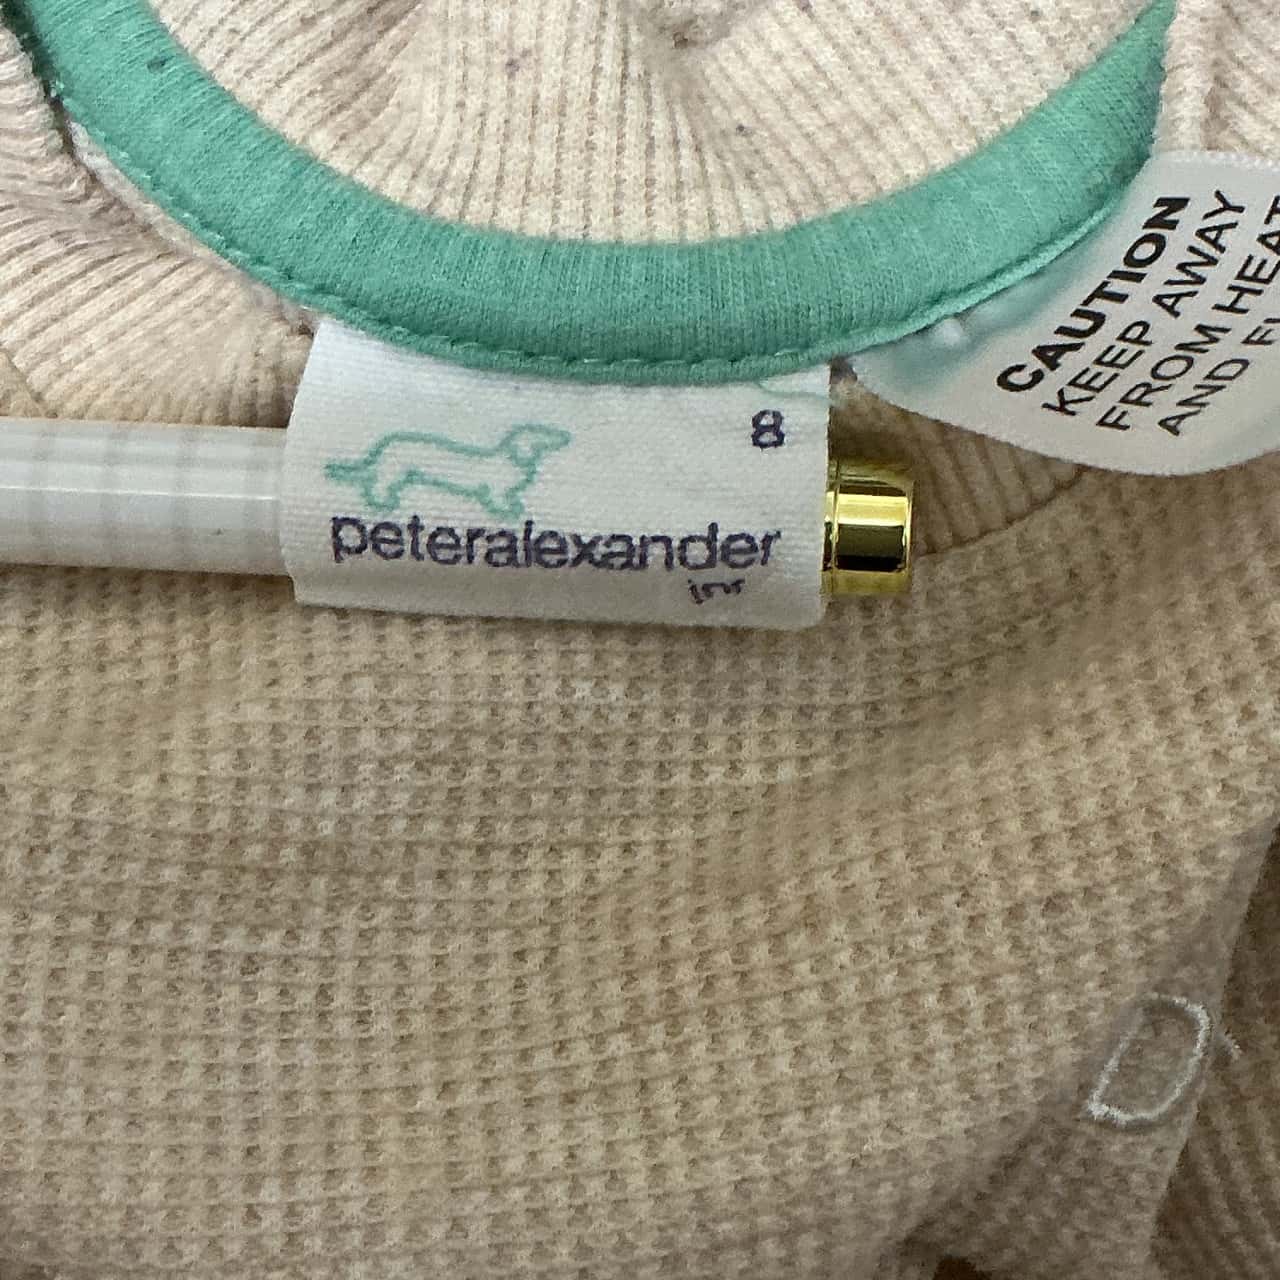 8
peteralexander
jnr
CAUTION
KEEP AWAY
FROM HEAT
AND